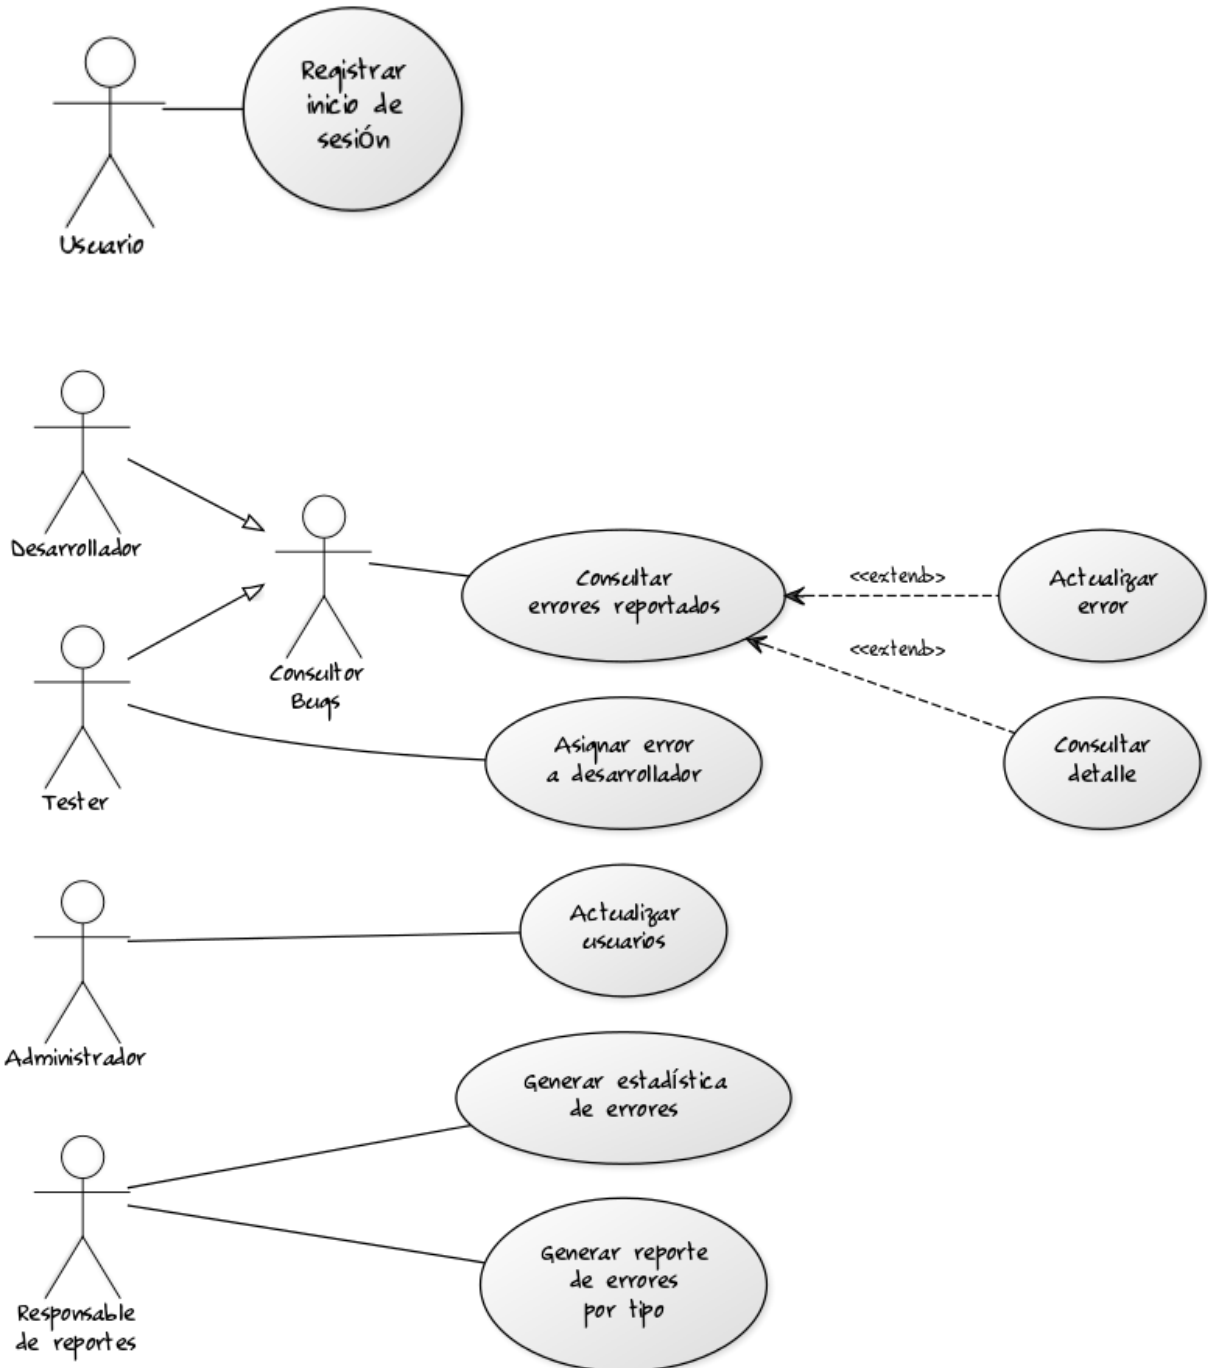 Registrar
inicio de
sesión
Usuario
Desarrollador
Consultor
Bugs
Consultar
errores reportados
<<extend>>
Actualizar
error
<<extend>>
Tester
Asignar error
a desarrollador
Consultar
detalle
Administrador
Actualizar
usuarios
Generar estadística
de errores
Responsable
de reportes
Generar reporte
de errores
por tipo